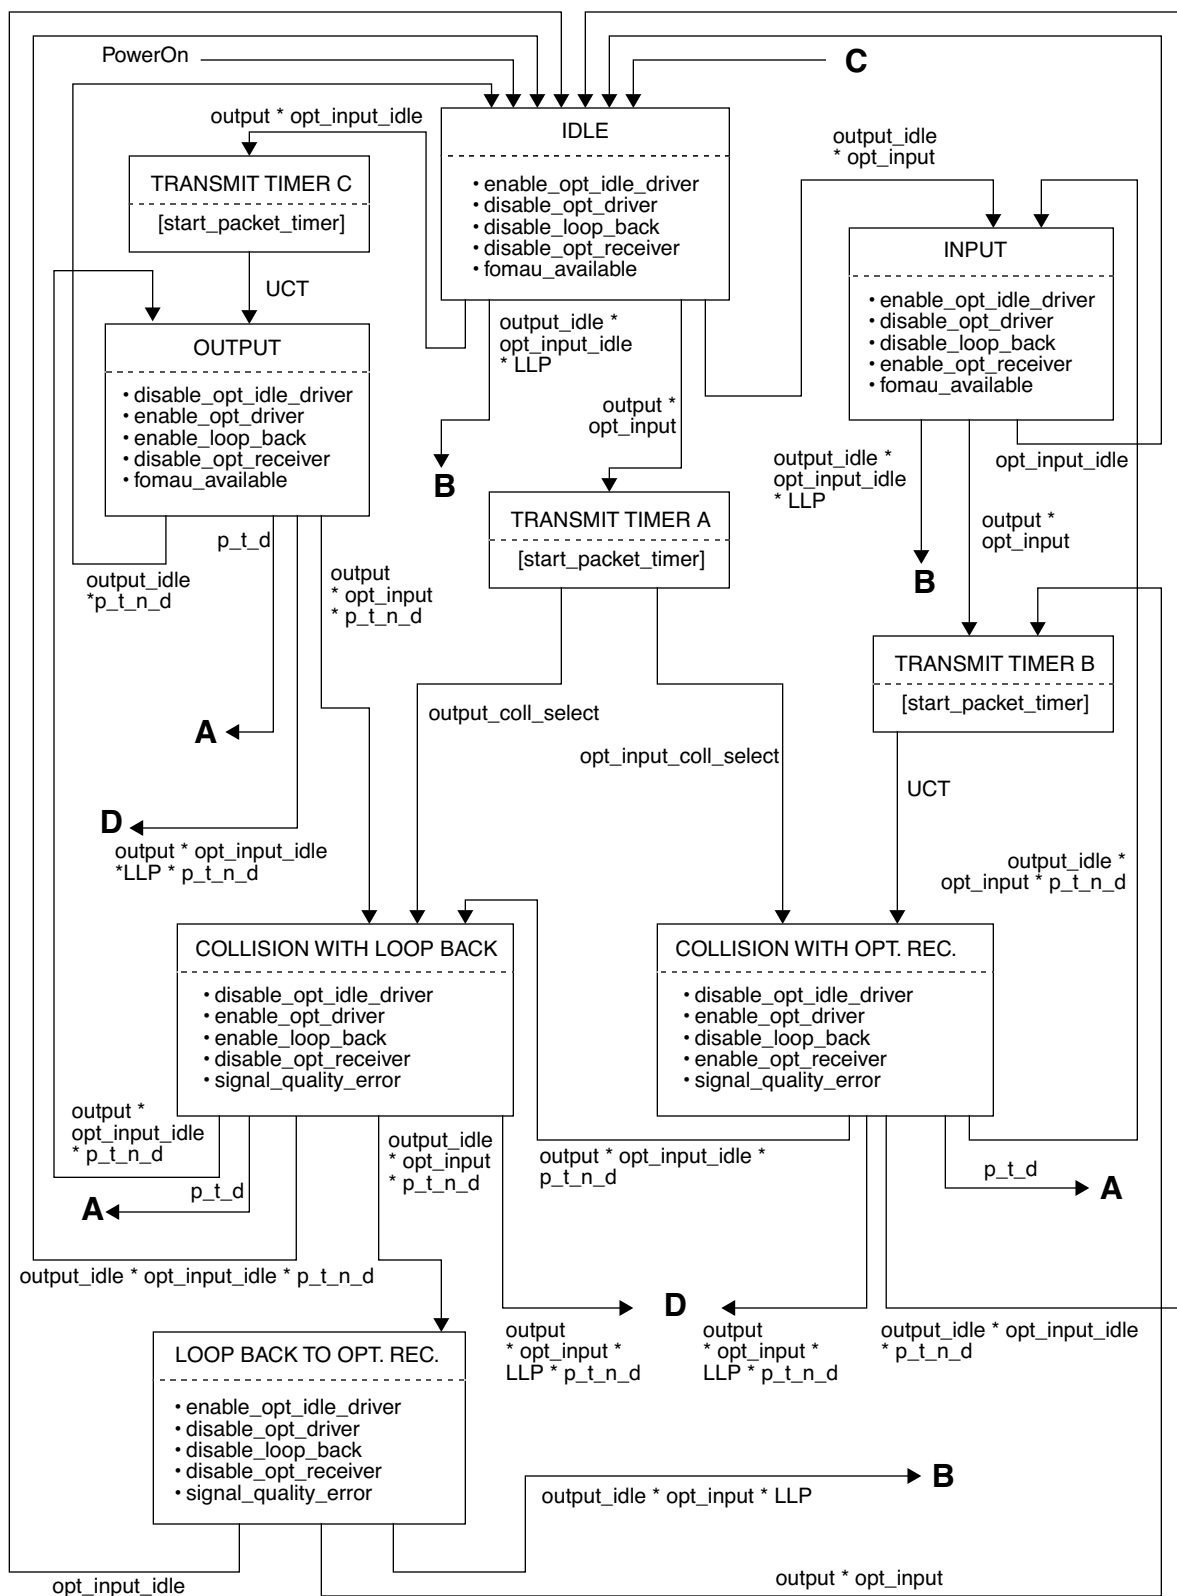 PowerOn
C
output * opt_input_idle
IDLE
• enable_opt_idle_driver
• disable_opt_driver
• disable_loop_back
• disable_opt_receiver
• fomau_available
output_idle
* opt_input
TRANSMIT TIMER C
[start_packet_timer]
UCT
INPUT
• enable_opt_idle_driver
• disable_opt_driver
• disable_loop_back
• enable_opt_receiver
• fomau_available
OUTPUT
• disable_opt_idle_driver
• enable_opt_driver
• enable_loop_back
• disable_opt_receiver
• fomau_available
output_idle *
opt_input_idle
* LLP
B
output *
opt_input
output_idle *
opt_input_idle
* LLP
B
opt_input_idle
output *
opt_input
TRANSMIT TIMER A
[start_packet_timer]
p_t_d
output_idle
*p_t_n_d
output
* opt_input
* p_t_n_d
TRANSMIT TIMER B
[start_packet_timer]
A
output_coll_select
opt_input_coll_select
UCT
D
output * opt_input_idle
*LLP * p_t_n_d
output_idle *
opt_input * p_t_n_d
COLLISION WITH LOOP BACK
• disable_opt_idle_driver
• enable_opt_driver
• enable_loop_back
• disable_opt_receiver
• signal_quality_error
COLLISION WITH OPT. REC.
• disable_opt_idle_driver
• enable_opt_driver
• disable_loop_back
• enable_opt_receiver
• signal_quality_error
output *
opt_input_idle
* p_t_n_d
p_t_d
A
output_idle
* opt_input
* p_t_n_d
output * opt_input_idle *
p_t_n_d
p_t_d
A
output_idle * opt_input_idle * p_t_n_d
D
output
* opt_input *
LLP * p_t_n_d
output
* opt_input *
LLP * p_t_n_d
output_idle * opt_input_idle
* p_t_n_d
LOOP BACK TO OPT. REC.
• enable_opt_idle_driver
• disable_opt_driver
• disable_loop_back
• disable_opt_receiver
• signal_quality_error
B
output_idle * opt_input * LLP
opt_input_idle
output * opt_input